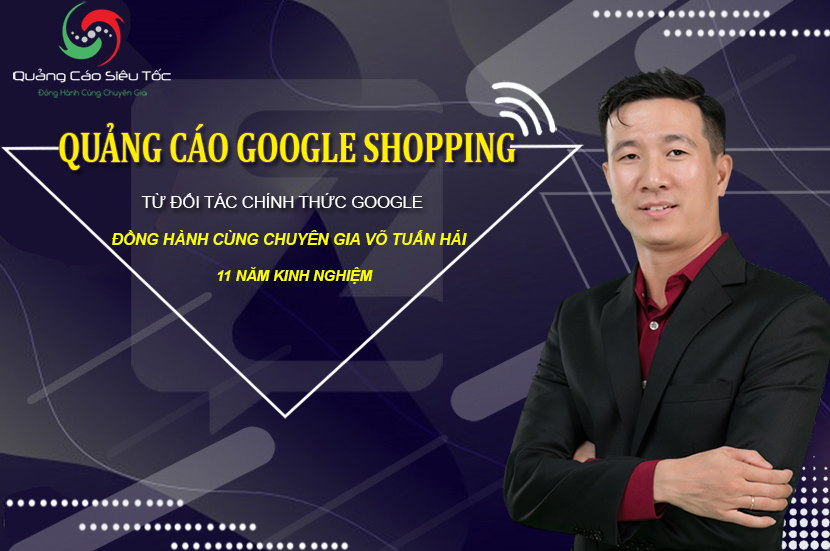 Quảng Cáo Siêu Tốc
Đồng Hành Cùng Chuyên Gia
QUẢNG CÁO GOOGLE SHOPPING
TỪ ĐỐI TÁC CHÍNH THỨC GOOGLE
ĐỒNG HÀNH CÙNG CHUYÊN GIA VÕ TUẤN HẢI
11 NĂM KINH NGHIỆM